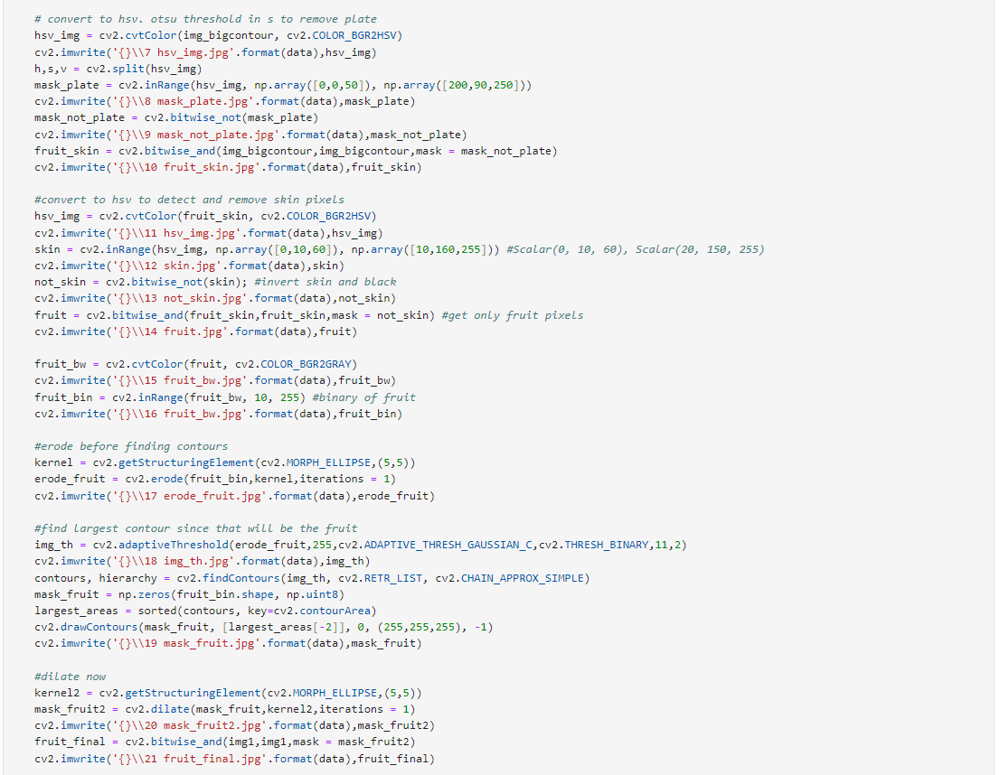 # convert to hsv. otsu threshold in s to remove plate
hsv_img = cv2.cvtColor(img_bigcontour, cv2.COLOR_BGR2HSV)
cv2.imwrite('{}\\7 hsv_img.jpg'.format(data),hsv_img)
h,s,v = cv2.split(hsv_img)
mask_plate = cv2.inRange(hsv_img, np.array([0,0,50]), np.array([200,90,250]))
cv2.imwrite('{}\\8 mask_plate.jpg'.format(data),mask_plate)
mask_not_plate = cv2.bitwise_not(mask_plate)
cv2.imwrite('{}\\9 mask_not_plate.jpg'.format(data),mask_not_plate)
fruit_skin = cv2.bitwise_and(img_bigcontour,img_bigcontour,mask = mask_not_plate)
cv2.imwrite('{}\\10 fruit_skin.jpg'.format(data),fruit_skin)

#convert to hsv to detect and remove skin pixels
hsv_img = cv2.cvtColor(fruit_skin, cv2.COLOR_BGR2HSV)
cv2.imwrite('{}\\11 hsv_img.jpg'.format(data),hsv_img)
skin = cv2.inRange(hsv_img, np.array([0,10,60]), np.array([10,160,255])) #Scalar(0, 10, 60), Scalar(20, 150, 255)
cv2.imwrite('{}\\12 skin.jpg'.format(data),skin)
not_skin = cv2.bitwise_not(skin); #invert skin and black
cv2.imwrite('{}\\13 not_skin.jpg'.format(data),not_skin)
fruit = cv2.bitwise_and(fruit_skin,fruit_skin,mask = not_skin) #get only fruit pixels
cv2.imwrite('{}\\14 fruit.jpg'.format(data),fruit)

fruit_bw = cv2.cvtColor(fruit, cv2.COLOR_BGR2GRAY)
cv2.imwrite('{}\\15 fruit_bw.jpg'.format(data),fruit_bw)
fruit_bin = cv2.inRange(fruit_bw, 10, 255) #binary of fruit
cv2.imwrite('{}\\16 fruit_bw.jpg'.format(data),fruit_bin)

#erode before finding contours
kernel = cv2.getStructuringElement(cv2.MORPH_ELLIPSE,(5,5))
erode_fruit = cv2.erode(fruit_bin,kernel,iterations = 1)
cv2.imwrite('{}\\17 erode_fruit.jpg'.format(data),erode_fruit)

#find largest contour since that will be the fruit
img_th = cv2.adaptiveThreshold(erode_fruit,255,cv2.ADAPTIVE_THRESH_GAUSSIAN_C,cv2.THRESH_BINARY,11,2)
cv2.imwrite('{}\\18 img_th.jpg'.format(data),img_th)
contours, hierarchy = cv2.findContours(img_th, cv2.RETR_LIST, cv2.CHAIN_APPROX_SIMPLE)
mask_fruit = np.zeros(fruit_bin.shape, np.uint8)
largest_areas = sorted(contours, key=cv2.contourArea)
cv2.drawContours(mask_fruit, [largest_areas[-2]], 0, (255,255,255), -1)
cv2.imwrite('{}\\19 mask_fruit.jpg'.format(data),mask_fruit)

#dilate now
kernel2 = cv2.getStructuringElement(cv2.MORPH_ELLIPSE,(5,5))
mask_fruit2 = cv2.dilate(mask_fruit,kernel2,iterations = 1)
cv2.imwrite('{}\\20 mask_fruit2.jpg'.format(data),mask_fruit2)
fruit_final = cv2.bitwise_and(img1,img1,mask = mask_fruit2)
cv2.imwrite('{}\\21 fruit_final.jpg'.format(data),fruit_final)